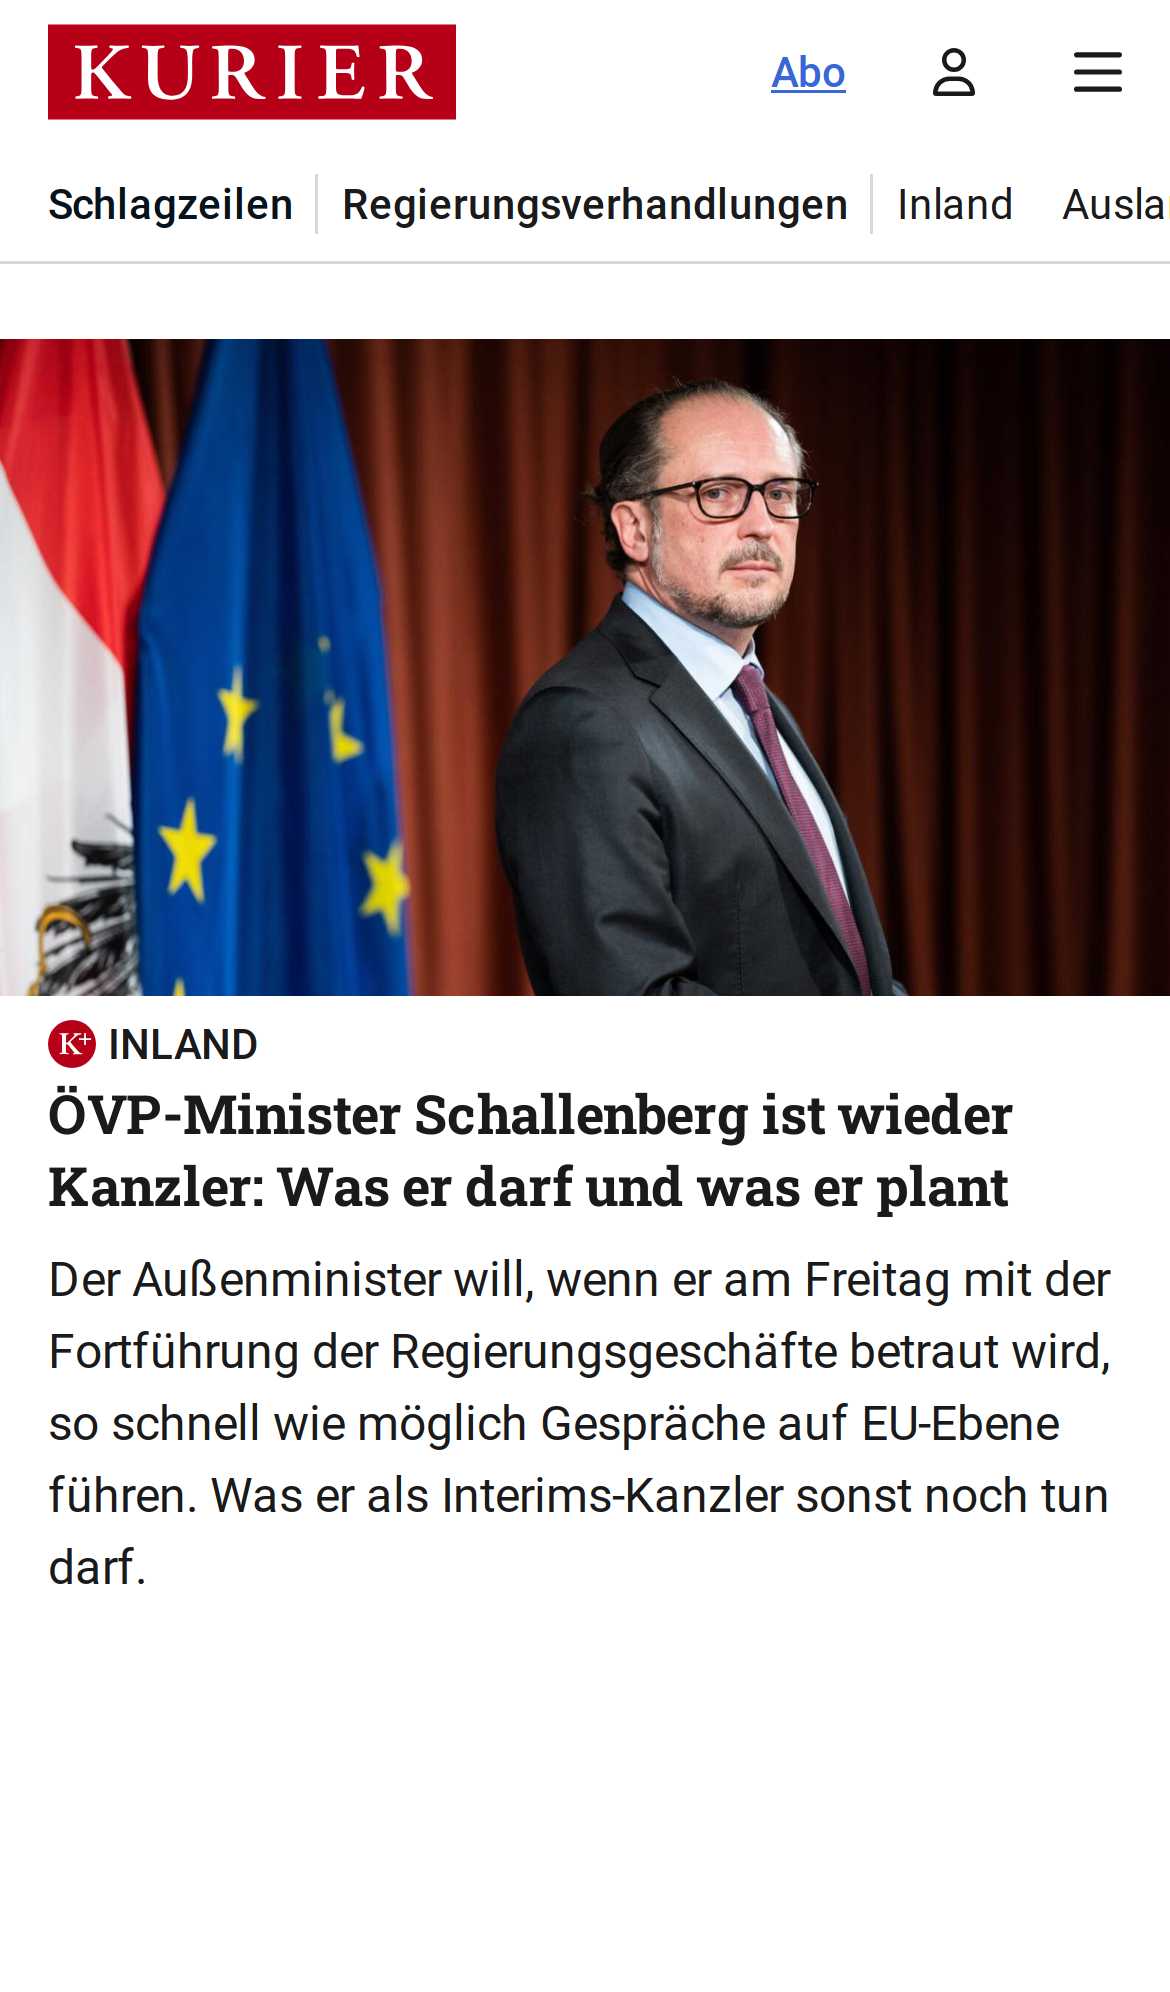 KURIER
Abo
Schlagzeilen
Regierungsverhandlungen
Inland
K+ INLAND
ÖVP-Minister Schallenberg ist wieder
Kanzler: Was er darf und was er plant
Der Außenminister will, wenn er am Freitag mit der
Fortführung der Regierungsgeschäfte betraut wird,
so schnell wie möglich Gespräche auf EU-Ebene
führen. Was er als Interims-Kanzler sonst noch tun
darf.